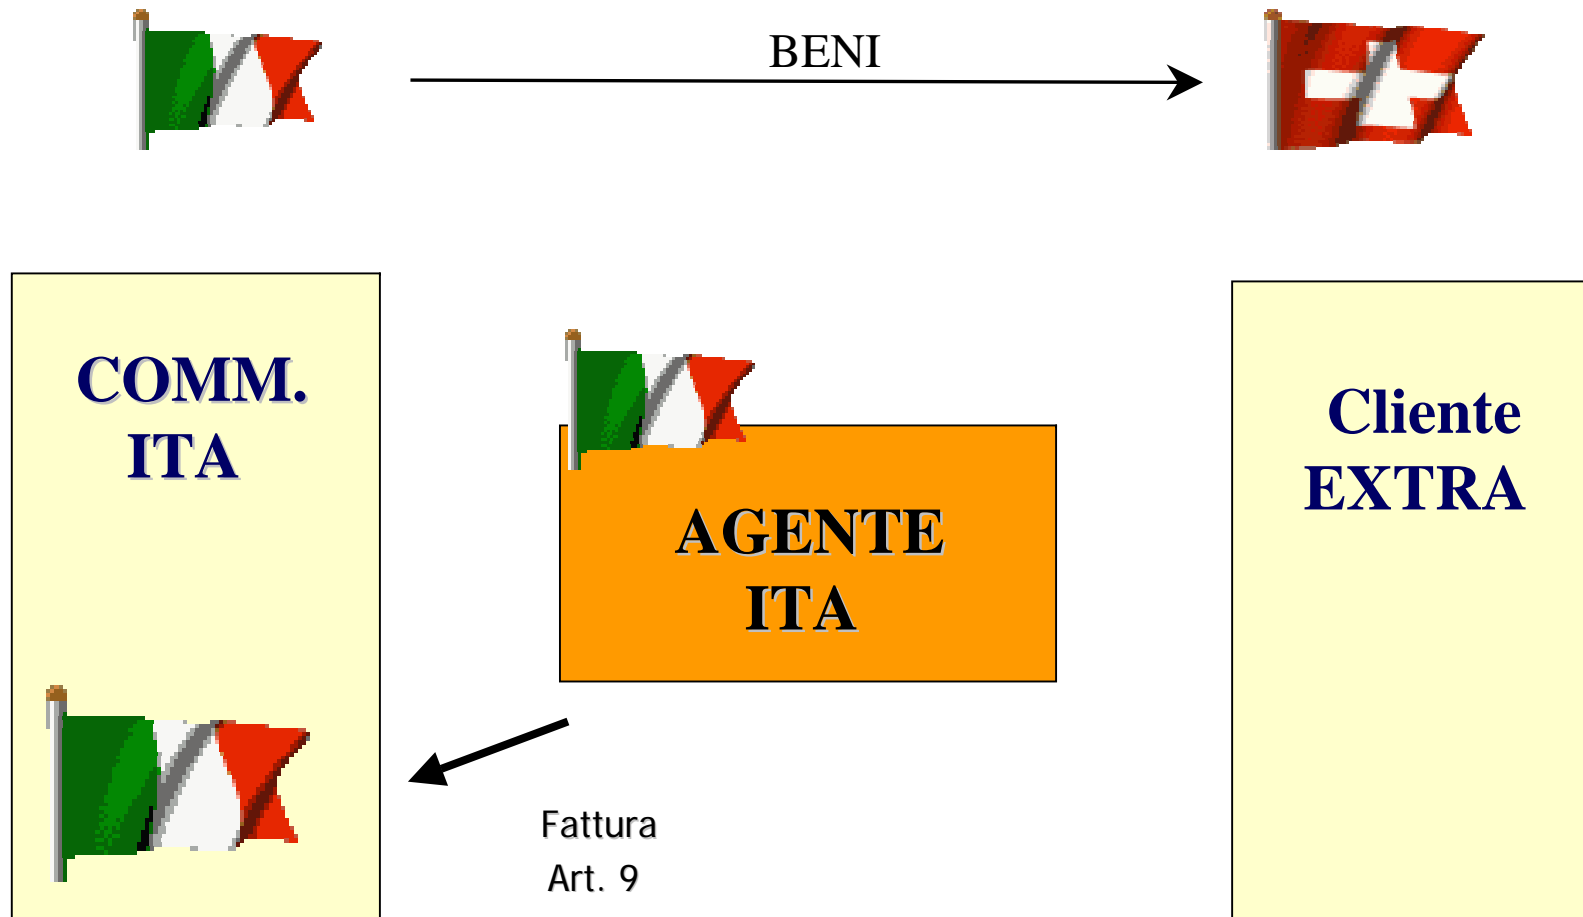 BENI
COMM.
ITA
AGENTE
ITA
Cliente
EXTRA
Fattura
Art. 9